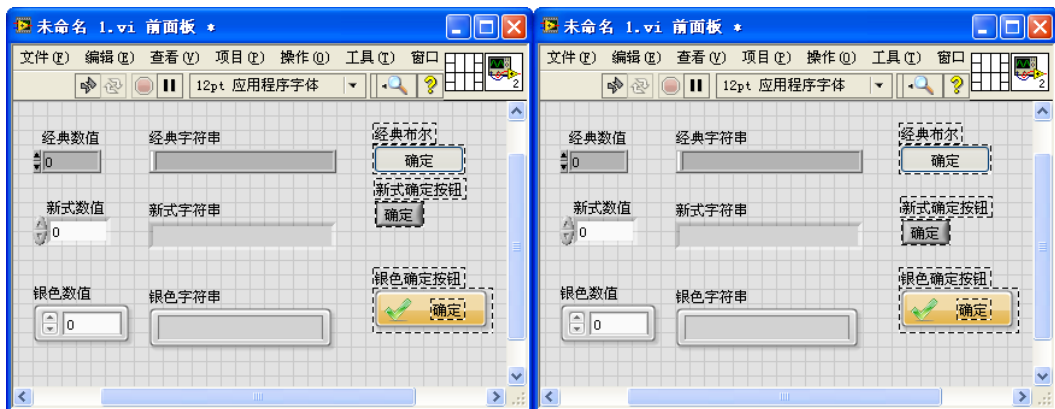 未命名 1.vi 前面板 *
文件(F) 编辑(E) 查看(V) 项目(P) 操作(O) 工具(T) 窗口
12pt 应用程序字体
2
经典数值 经典字符串 经典布尔
0 确定
新式确定按钮
新式数值 新式字符串 确定
0
银色确定按钮
银色数值 银色字符串
0 确定
未命名 1.vi 前面板 *
文件(F) 编辑(E) 查看(V) 项目(P) 操作(O) 工具(T) 窗口
12pt 应用程序字体
2
经典数值 经典字符串 经典布尔
0 确定
新式数值 新式字符串 新式确定按钮
0 确定
银色确定按钮
银色数值 银色字符串
0 确定